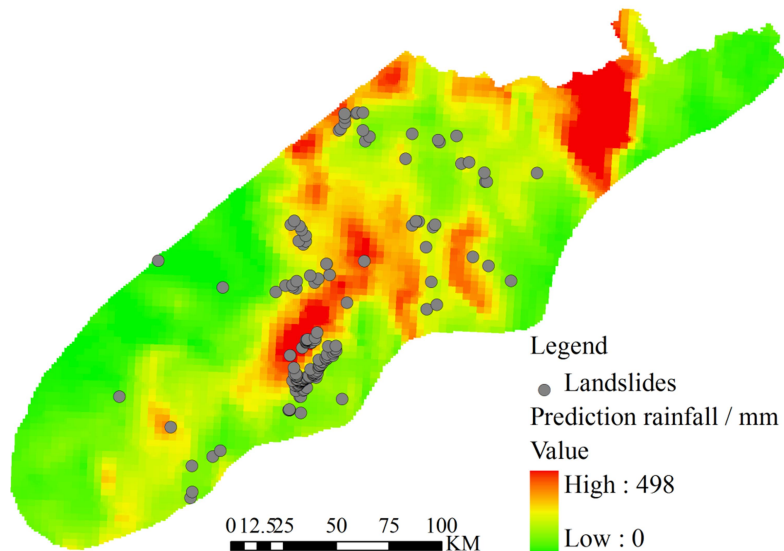 Legend
Landslides
Prediction rainfall / mm
Value
High : 498
Low : 0
0 12.5 25 50 75 100
KM